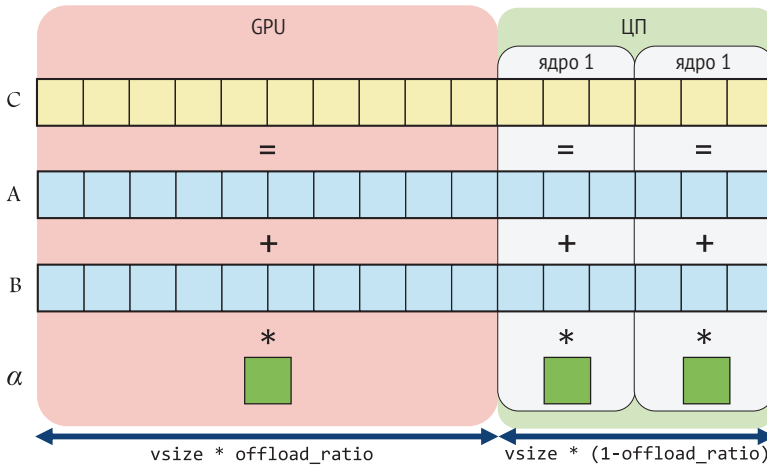 GPU
ЦП
ядро 1
ядро 1
C
=
=
=
A
+
+
+
B
*
*
*
α
vsize * offload_ratio
vsize * (1-offload_ratio)